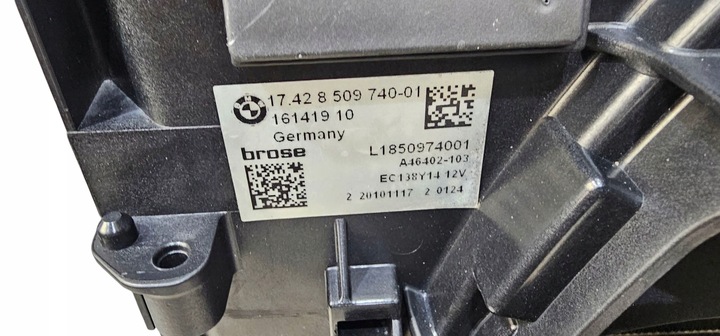 17.42 8 509 740-01
161419 10
Germany
brose
L1850974001
A46402-103
EC138Y14 12V
2 20101117 2 0124